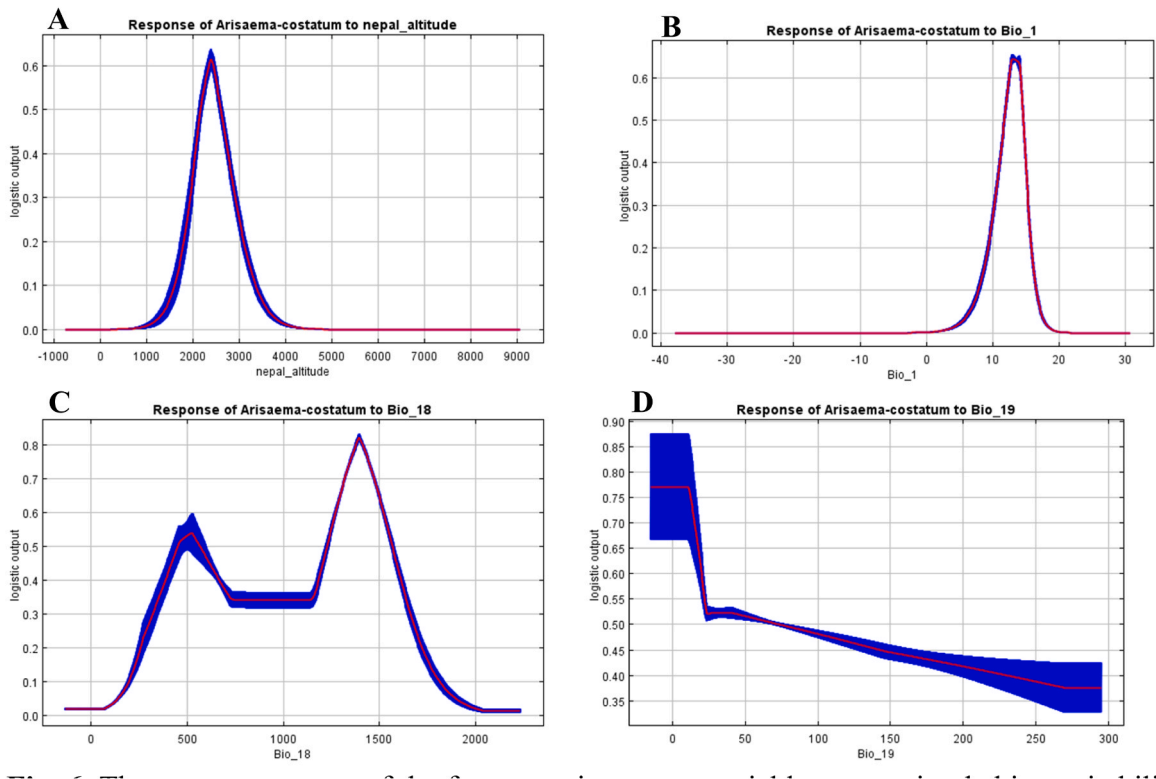 A
Response of Arisaema-costatum to nepal_altitude
logistic output
0.6
0.5
0.4
0.3
0.2
0.1
0.0
-1000 0 1000 2000 3000 4000 5000 6000 7000 8000 9000
nepal_altitude
B
Response of Arisaema-costatum to Bio_1
logistic output
0.6
0.5
0.4
0.3
0.2
0.1
0.0
-40 -30 -20 -10 0 10 20 30
Bio_1
C
Response of Arisaema-costatum to Bio_18
logistic output
0.8
0.7
0.6
0.5
0.4
0.3
0.2
0.1
0.0
0 500 1000 1500 2000
Bio_18
D
Response of Arisaema-costatum to Bio_19
logistic output
0.90
0.85
0.80
0.75
0.70
0.65
0.60
0.55
0.50
0.45
0.40
0.35
0 50 100 150 200 250 300
Bio_19